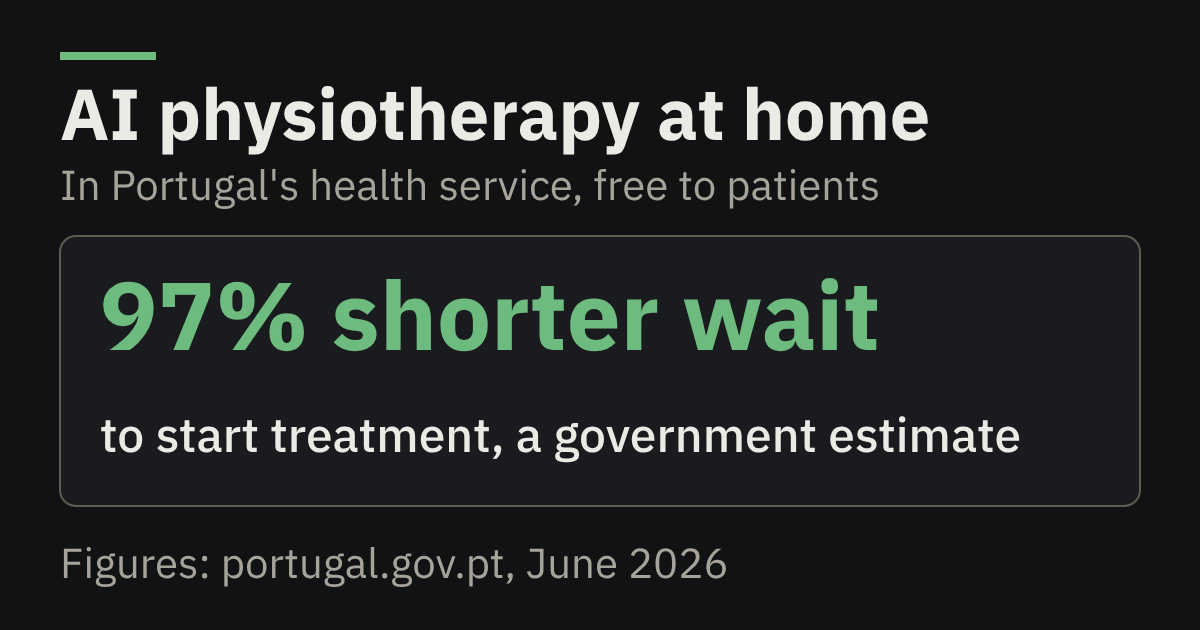 AI physiotherapy at home
In Portugal's health service, free to patients
97% shorter wait
to start treatment, a government estimate
Figures: portugal.gov.pt, June 2026